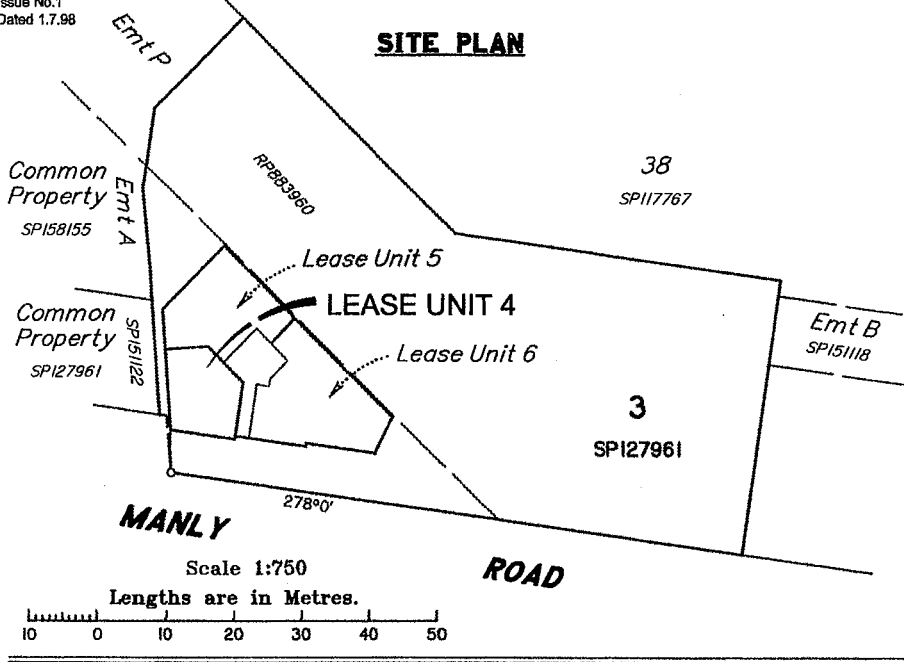 Issue No.1
Dated 1.7.98
SITE PLAN
Emt P
RP883960
38
SP117767
Common
Property
SP158155
Emt A
Lease Unit 5
LEASE UNIT 4
Common
Property
SP127961
SP151122
Lease Unit 6
Emt B
SP151118
3
SP127961
278°0'
MANLY
ROAD
Scale 1:750
Lengths are in Metres.
10 0 10 20 30 40 50